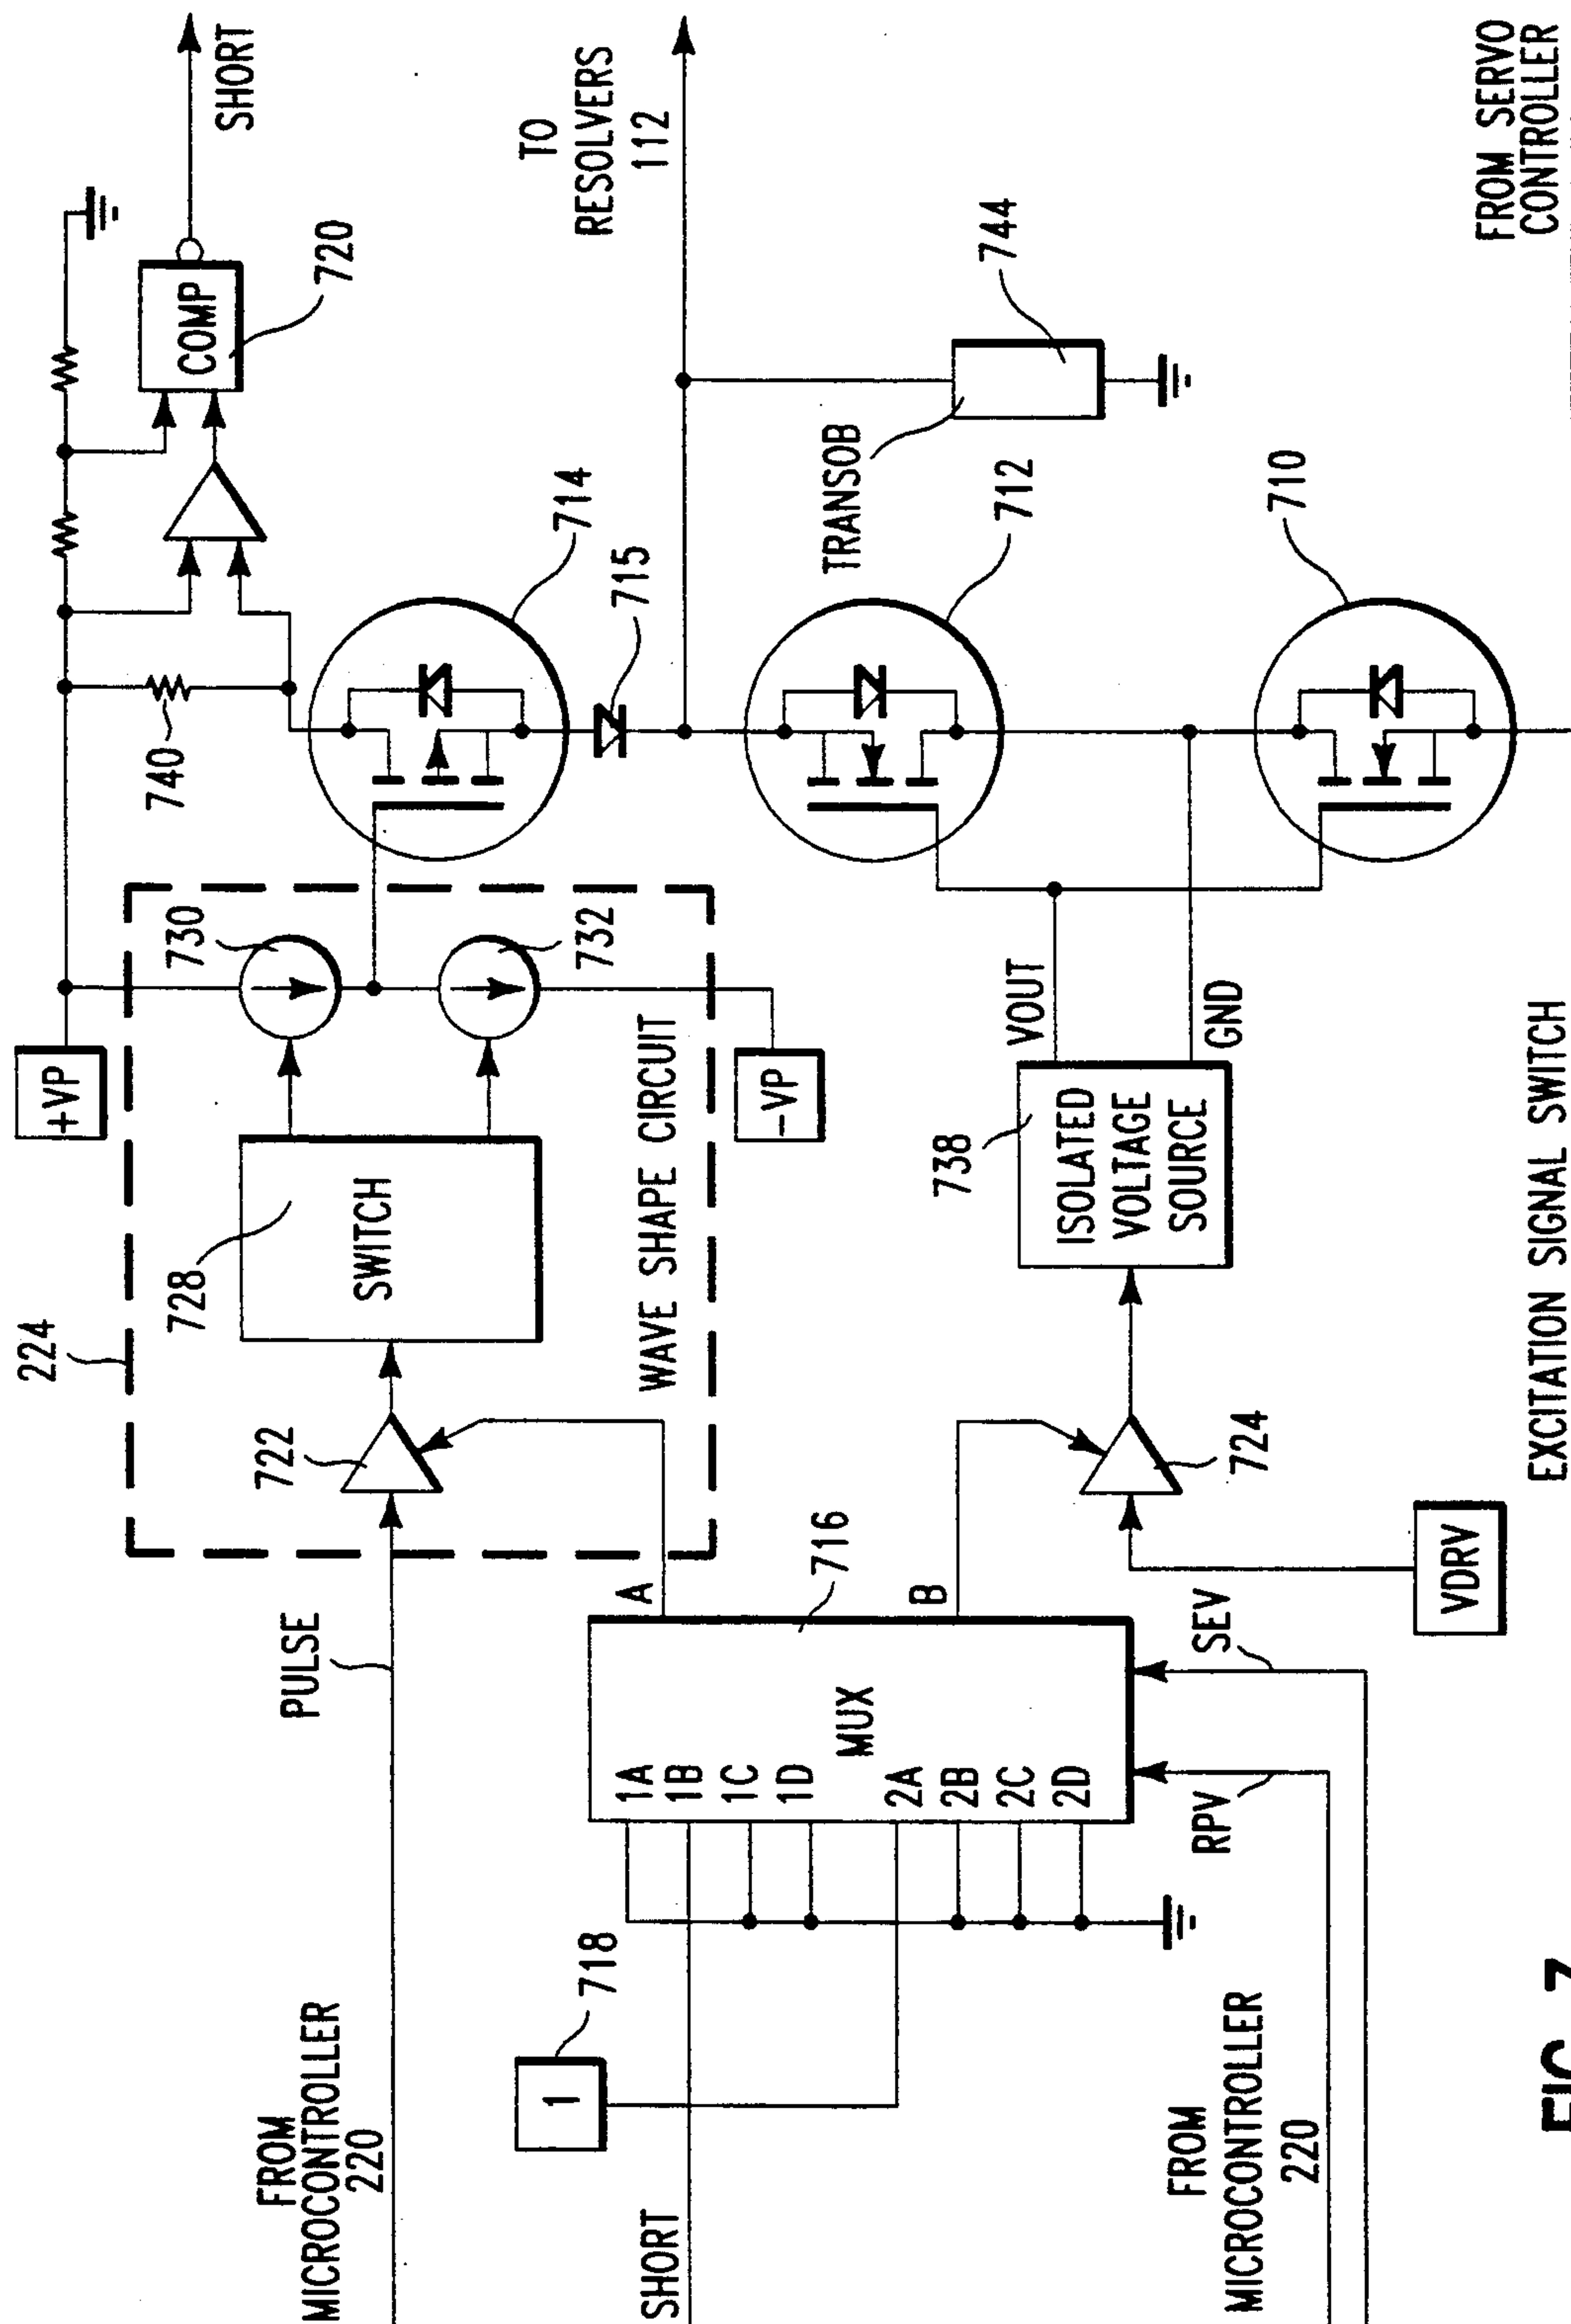 FROM
MICROCONTROLLER
220
PULSE
224
722
728
SWITCH
WAVE SHAPE CIRCUIT
730
732
+VP
-VP
740
714
715
COMP
720
SHORT
TO
RESOLVERS
112
TRANSOB
744
712
710
SHORT
1
718
1A
1B
1C
1D
2A
2B
2C
2D
MUX
716
A
B
RPV
SEV
FROM
MICROCONTROLLER
220
VDRV
724
738
ISOLATED
VOLTAGE
SOURCE
VOUT
GND
FROM SERVO
CONTROLLER
EXCITATION SIGNAL SWITCH
FIG. 7